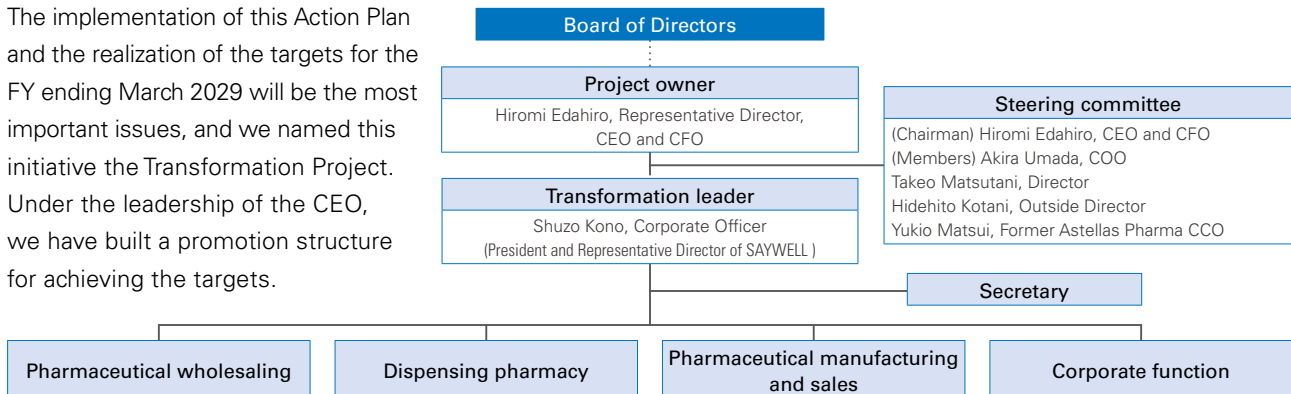 The implementation of this Action Plan
and the realization of the targets for the
FY ending March 2029 will be the most
important issues, and we named this
initiative the Transformation Project.
Under the leadership of the CEO,
we have built a promotion structure
for achieving the targets.
Board of Directors
Project owner
Hiromi Edahiro, Representative Director,
CEO and CFO
Steering committee
(Chairman) Hiromi Edahiro, CEO and CFO
(Members) Akira Umada, COO
Takeo Matsutani, Director
Hidehito Kotani, Outside Director
Yukio Matsui, Former Astellas Pharma CCO
Transformation leader
Shuzo Kono, Corporate Officer
(President and Representative Director of SAYWELL )
Secretary
Pharmaceutical wholesaling
Dispensing pharmacy
Pharmaceutical manufacturing
and sales
Corporate function